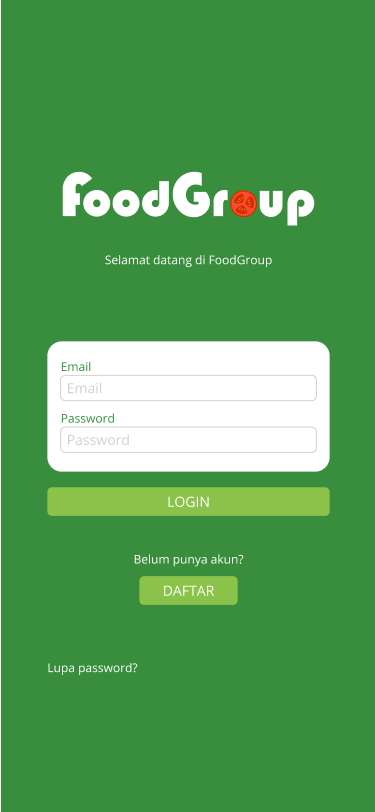 FoodGroup
Selamat datang di FoodGroup
Email
Email
Password
Password
LOGIN
Belum punya akun?
DAFTAR
Lupa password?